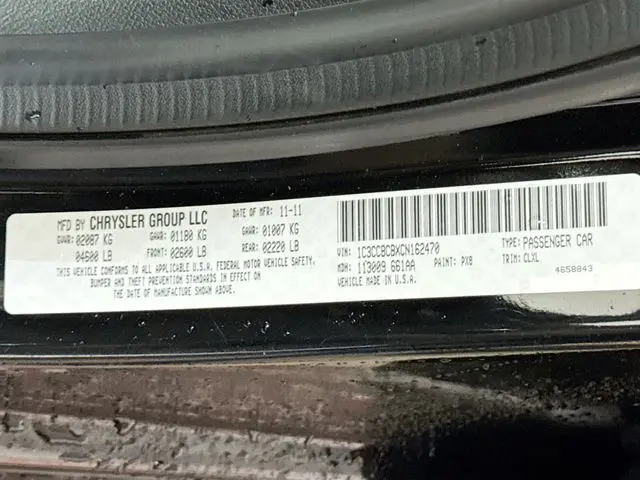 MFD BY CHRYSLER GROUP LLC DATE OF MFR: 11-11
GVWR: 02087 KG GAWR: 01180 KG GAWR: 01007 KG
04600 LB FRONT: 02600 LB REAR: 02220 LB
THIS VEHICLE CONFORMS TO ALL APPLICABLE U.S.A. FEDERAL MOTOR VEHICLE SAFETY,
BUMPER AND THEFT PREVENTION STANDARDS IN EFFECT ON
THE DATE OF MANUFACTURE SHOWN ABOVE.
VIN: 1C3CCBCBXCN162470 TYPE: PASSENGER CAR
MDH: 113009 661AA PAINT: PX8 TRIM: CLXL
VEHICLE MADE IN U.S.A. 4658843